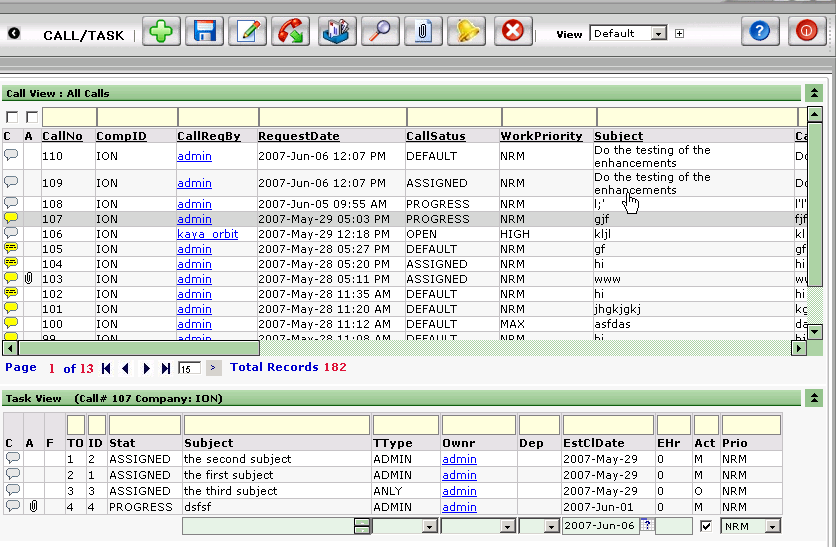 CALL/TASK View Default
Call View : All Calls
C A CallNo CompID CallReqBy RequestDate CallSatus WorkPriority Subject Ca
110 ION admin 2007-Jun-06 12:07 PM DEFAULT NRM Do the testing of the enhancements Do
109 ION admin 2007-Jun-06 12:07 PM ASSIGNED NRM Do the testing of the enhancements Do
108 ION admin 2007-Jun-05 09:55 AM PROGRESS NRM l;' l'l'
107 ION admin 2007-May-29 05:03 PM PROGRESS NRM gjf fjf
106 ION kaya_orbit 2007-May-29 12:18 PM OPEN HIGH kljl kl
105 ION admin 2007-May-28 05:27 PM DEFAULT NRM gf gf
104 ION admin 2007-May-28 05:20 PM ASSIGNED NRM hi hi
103 ION admin 2007-May-28 05:11 PM ASSIGNED NRM www wv
102 ION admin 2007-May-28 11:35 AM DEFAULT NRM hi hi
101 ION admin 2007-May-28 11:20 AM DEFAULT NRM jhgkjgkj kg
100 ION admin 2007-May-28 11:12 AM DEFAULT MAX asfdas da
99 ION admin 2007-May-28 11:08 AM DEFAULT NRM hi hi
Page 1 of 13 15 > Total Records 182
Task View (Call# 107 Company: ION)
C A F TO ID Stat Subject TType Ownr Dep EstClDate EHr Act Prio
1 2 ASSIGNED the second subject ADMIN admin 2007-May-29 0 M NRM
2 1 ASSIGNED the first subject ADMIN admin 2007-May-29 0 M NRM
3 3 ASSIGNED the third subject ANLY admin 2007-May-29 0 O NRM
4 4 PROGRESS dsfsf ADMIN admin 2007-Jun-01 0 M NRM
2007-Jun-06 ? NRM